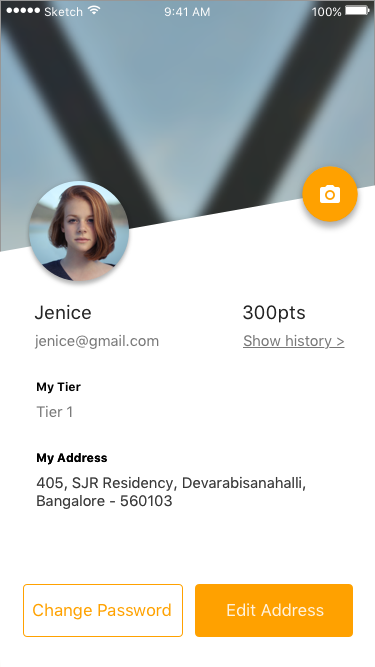 Sketch 9:41 AM 100%
Jenice 300pts
jenice@gmail.com Show history >
My Tier
Tier 1
My Address
405, SJR Residency, Devarabisanahalli,
Bangalore - 560103
Change Password Edit Address